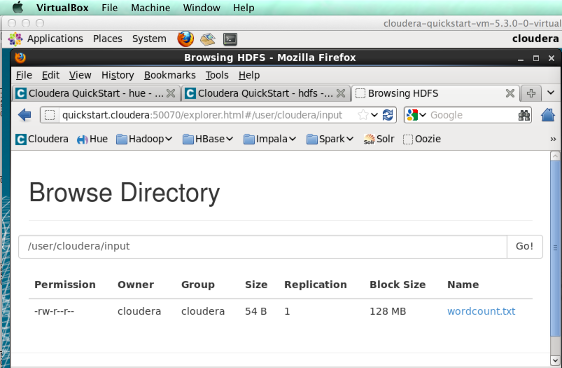 VirtualBox File Machine Window Help
cloudera-quickstart-vm-5.3.0-0-virtual
Applications Places System cloudera
Browsing HDFS - Mozilla Firefox
File Edit View History Bookmarks Tools Help
Cloudera QuickStart - hue - ... Cloudera QuickStart - hdfs -... Browsing HDFS
quickstart.cloudera:50070/explorer.html#/user/cloudera/input Google
Cloudera Hue Hadoop HBase Impala Spark Solr Oozie »
Browse Directory
/user/cloudera/input Go!
Permission Owner Group Size Replication Block Size Name
-rw-r--r-- cloudera cloudera 54 B 1 128 MB wordcount.txt